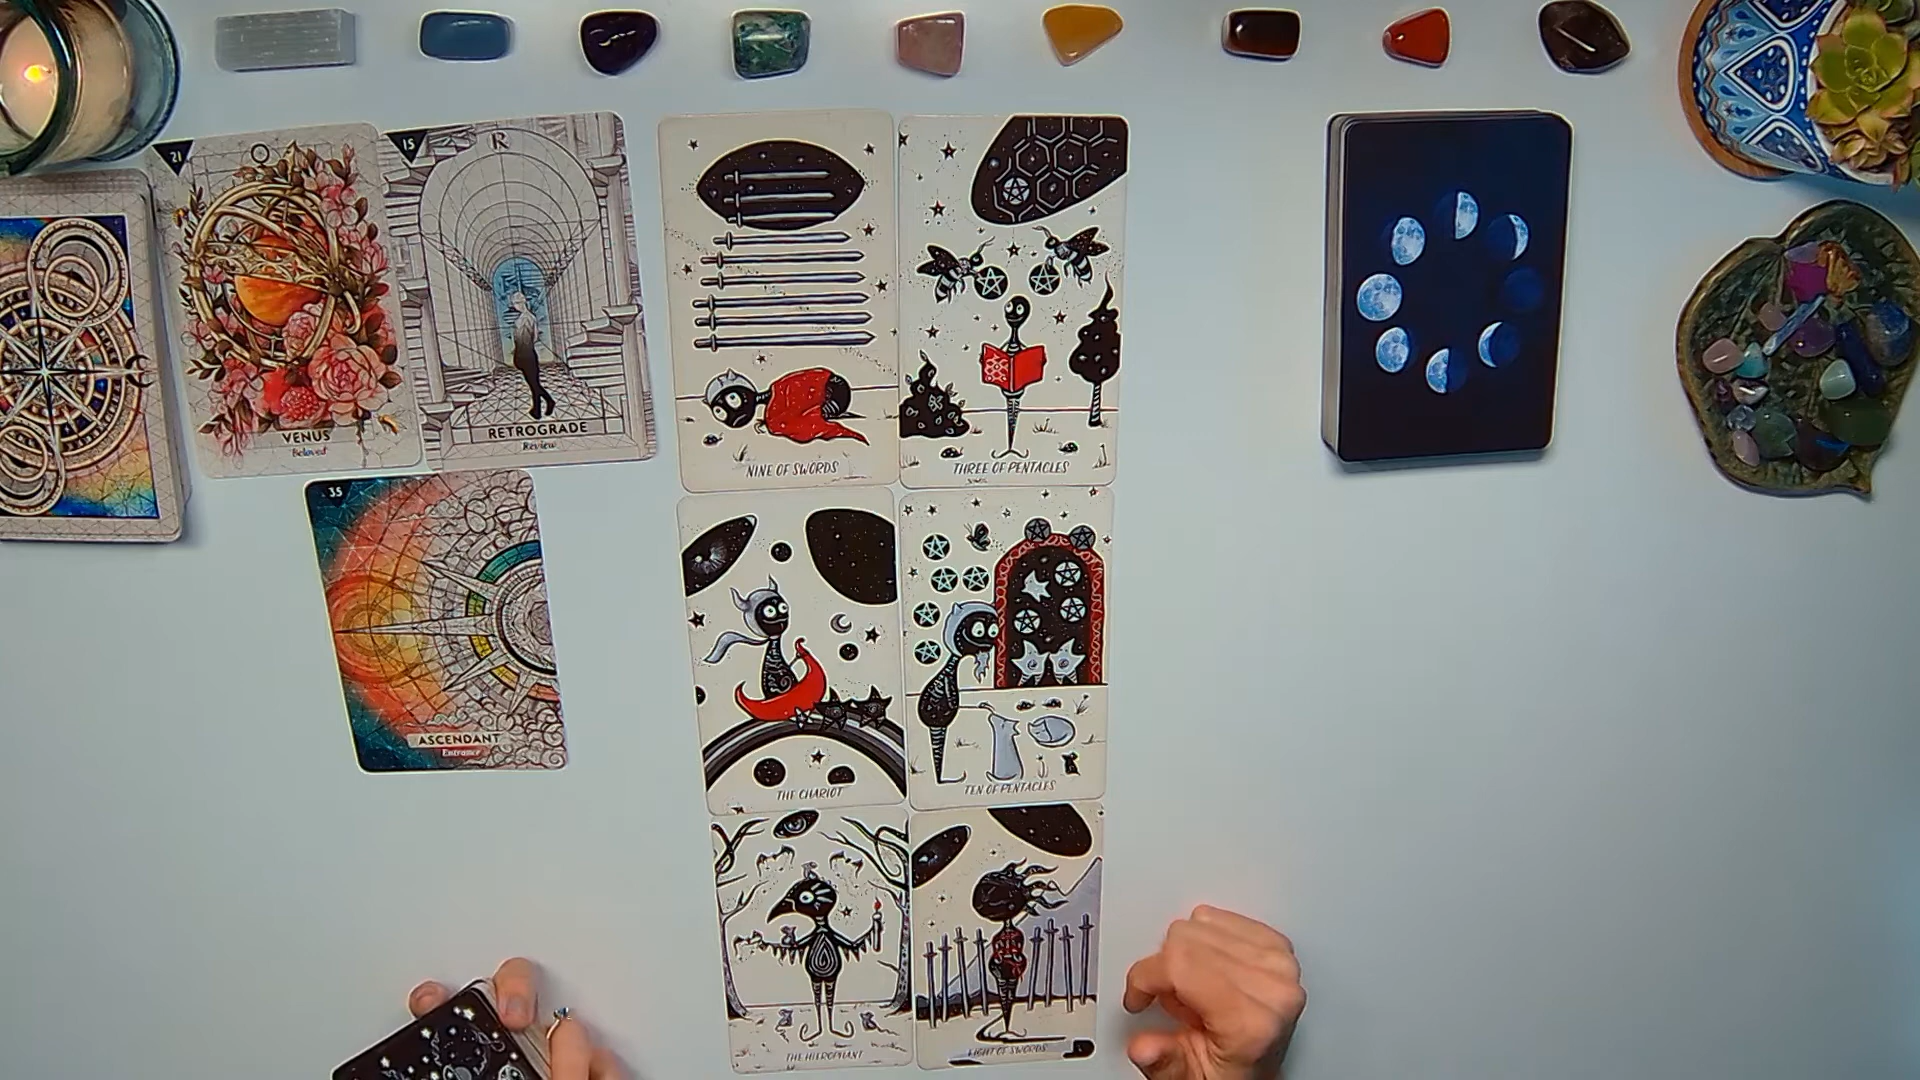 21
VENUS
Beloved
15
R
RETROGRADE
Review
35
ASCENDANT
Entrance
NINE OF SWORDS
THREE OF PENTACLES
THE CHARIOT
TEN OF PENTACLES
THE HIEROPHANT
EIGHT OF SWORDS